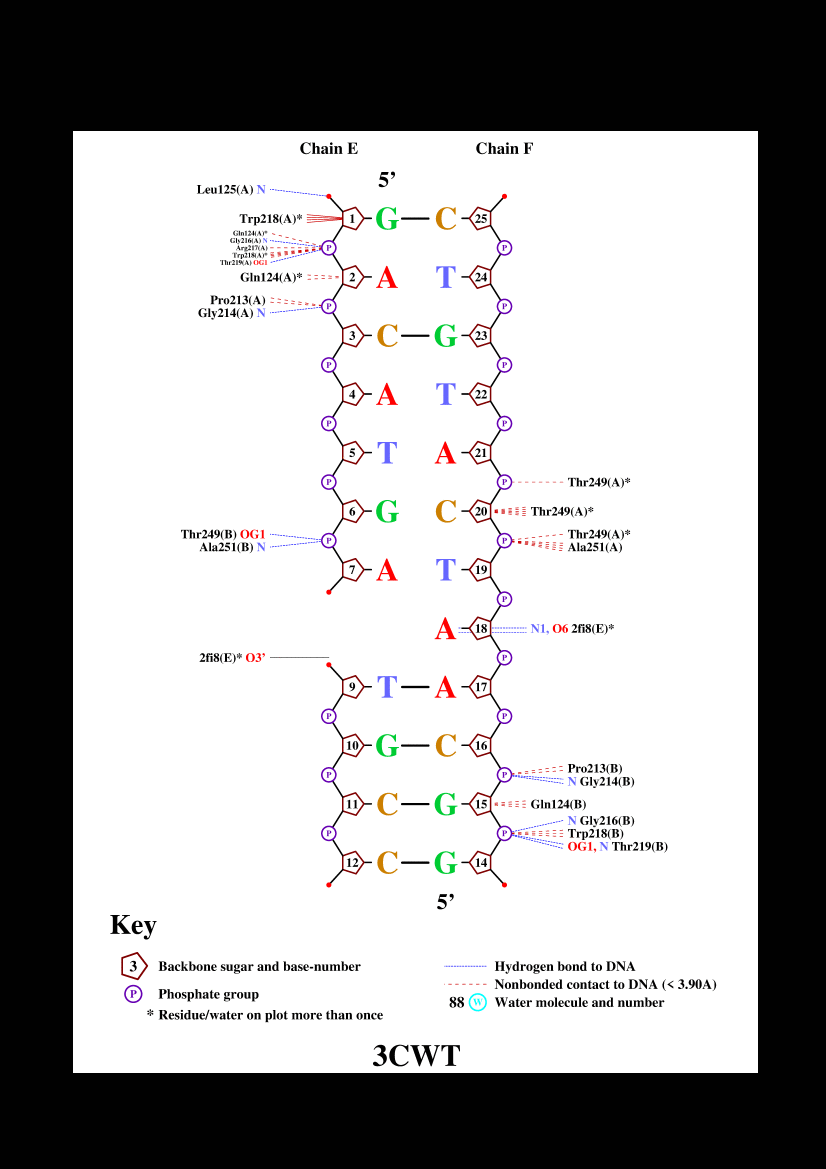 Chain E Chain F
5’
Leu125(A) N
Trp218(A)* 1 G C 25
Gln124(A)*
Gly216(A) N
Arg217(A)
Trp218(A)*
Thr219(A) OG1
P P
Gln124(A)* 2 A T 24
Pro213(A)
Gly214(A) N
P P
3 C G 23
P P
4 A T 22
P P
5 T A 21
P P Thr249(A)*
6 G C 20 Thr249(A)*
Thr249(B) OG1 P P Thr249(A)*
Ala251(B) N Ala251(A)
7 A T 19
P
A 18 N1, O6 2fi8(E)*
2fi8(E)* O3’ P
9 T A 17
P P
10 G C 16
Pro213(B)
P P N Gly214(B)
11 C G 15 Gln124(B)
N Gly216(B)
P P Trp218(B)
OG1, N Thr219(B)
12 C G 14
5’
Key
3 Backbone sugar and base-number
P Phosphate group
* Residue/water on plot more than once
Hydrogen bond to DNA
Nonbonded contact to DNA (< 3.90A)
88 W Water molecule and number
3CWT